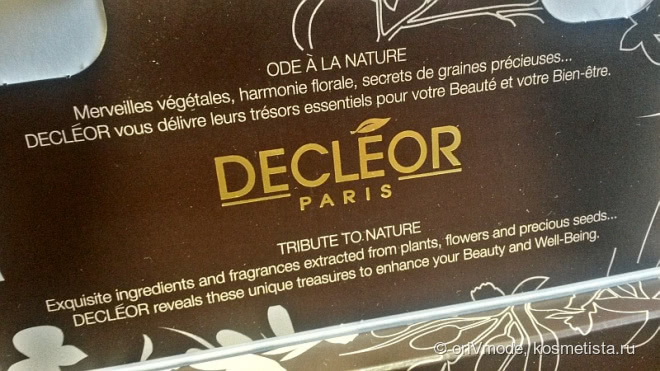 ODE À LA NATURE
Merveilles végétales, harmonie florale, secrets de graines précieuses...
DECLÉOR vous délivre leurs trésors essentiels pour votre Beauté et votre Bien-être.
DECLÉOR
PARIS
TRIBUTE TO NATURE
Exquisite ingredients and fragrances extracted from plants, flowers and precious seeds...
DECLÉOR reveals these unique treasures to enhance your Beauty and Well-Being.
© oriVmode, kosmetista.ru